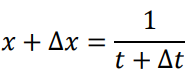 x + Δx = 1 / (t + Δt)